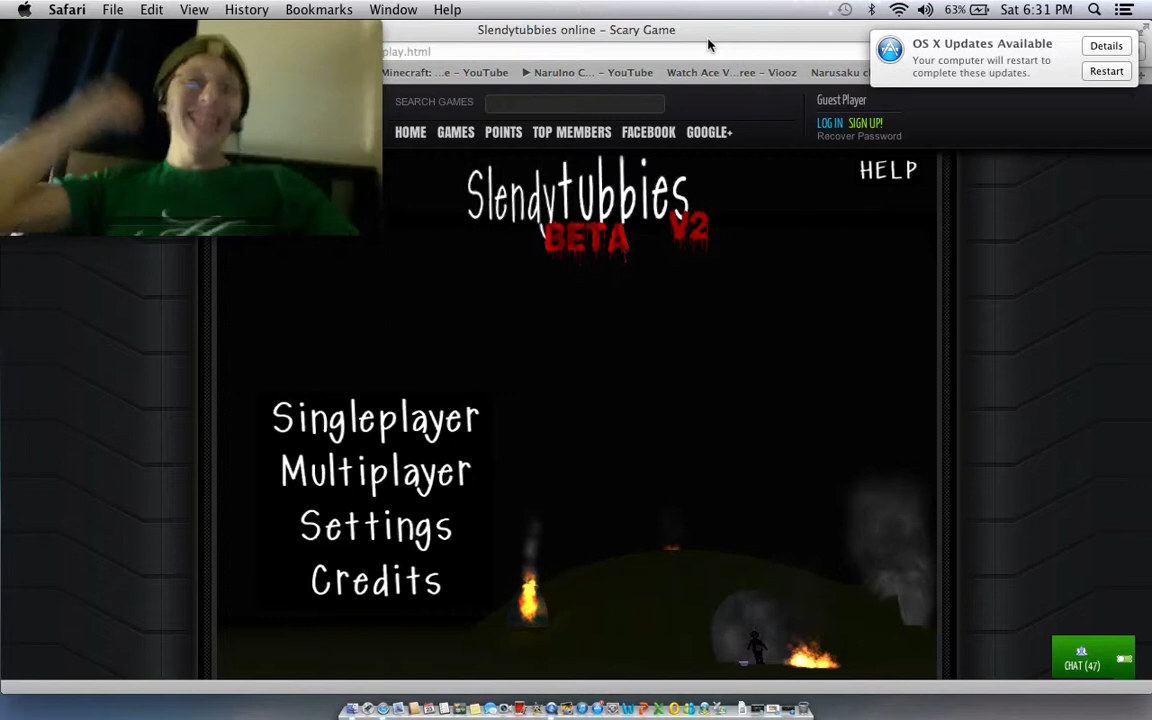 Safari File Edit View History Bookmarks Window Help 63% Sat 6:31 PM
Slendytubbies online – Scary Game
play.html
OS X Updates Available
Your computer will restart to
complete these updates.
Details
Restart
Minecraft: ...e – YouTube ▶ NaruIno C... – YouTube Watch Ace V...ree – Viooz Narusaku
SEARCH GAMES
Guest Player
LOG IN SIGN UP!
Recover Password
HOME GAMES POINTS TOP MEMBERS FACEBOOK GOOGLE+
Slendytubbies
BETA V2
HELP
Singleplayer
Multiplayer
Settings
Credits
CHAT (47)